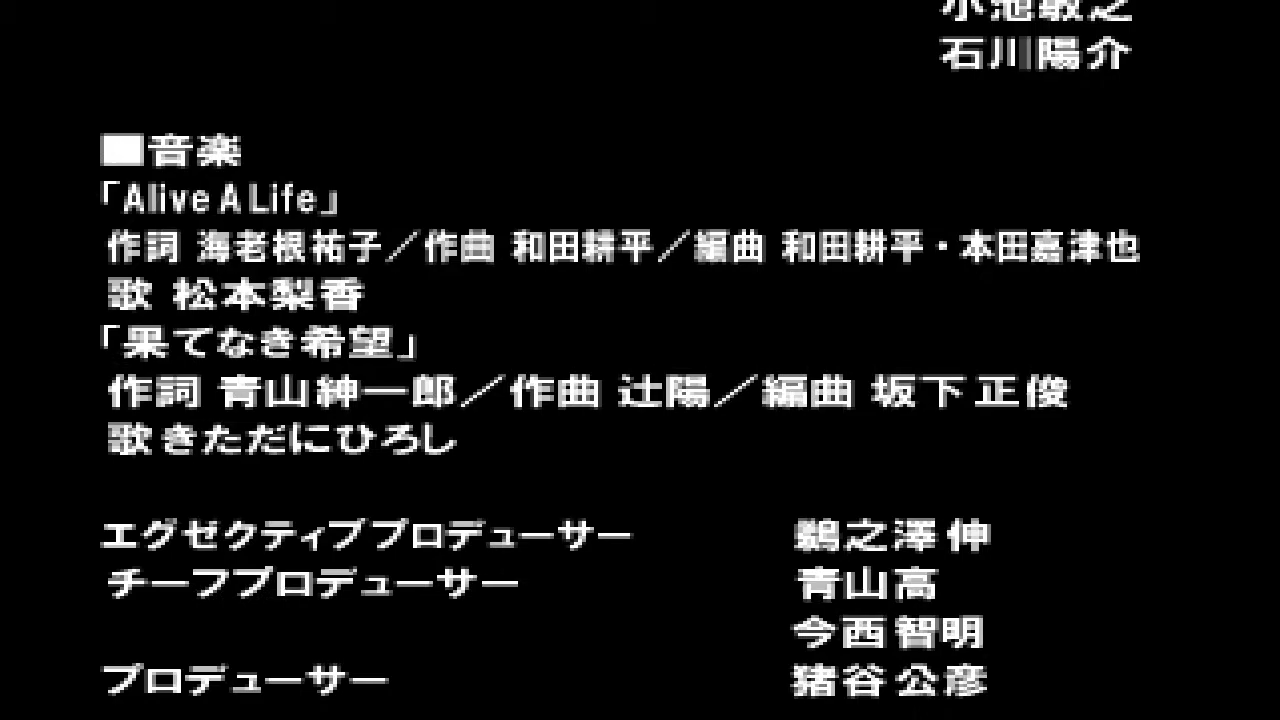 小池敏之
石川陽介
■音楽
「Alive A Life」
作詞 海老根祐子／作曲 和田耕平／編曲 和田耕平・本田嘉津也
歌 松本梨香
「果てなき希望」
作詞 青山紳一郎／作曲 辻陽／編曲 坂下正俊
歌きただにひろし
エグゼクティブプロデューサー 鵜之澤伸
チーフプロデューサー 青山高
今西智明
プロデューサー 猪谷公彦